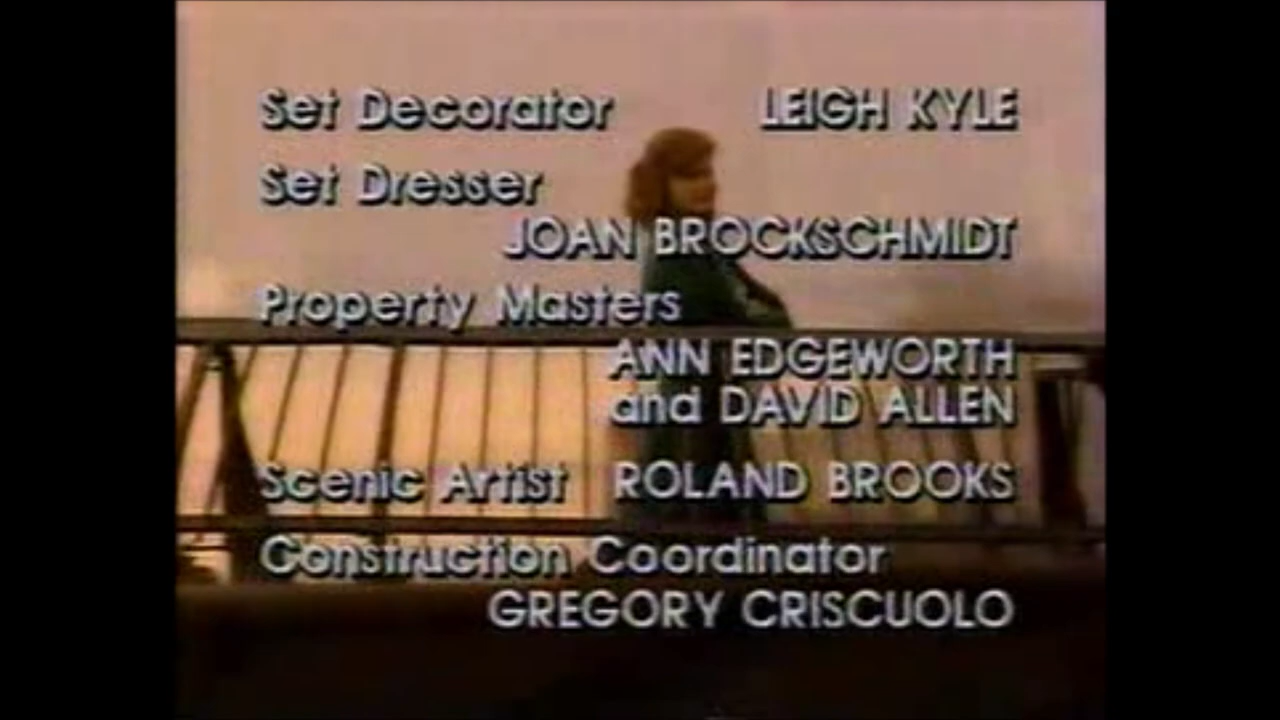 Set Decorator LEIGH KYLE
Set Dresser
JOAN BROCKSCHMIDT
Property Masters
ANN EDGEWORTH
and DAVID ALLEN
Scenic Artist ROLAND BROOKS
Construction Coordinator
GREGORY CRISCUOLO